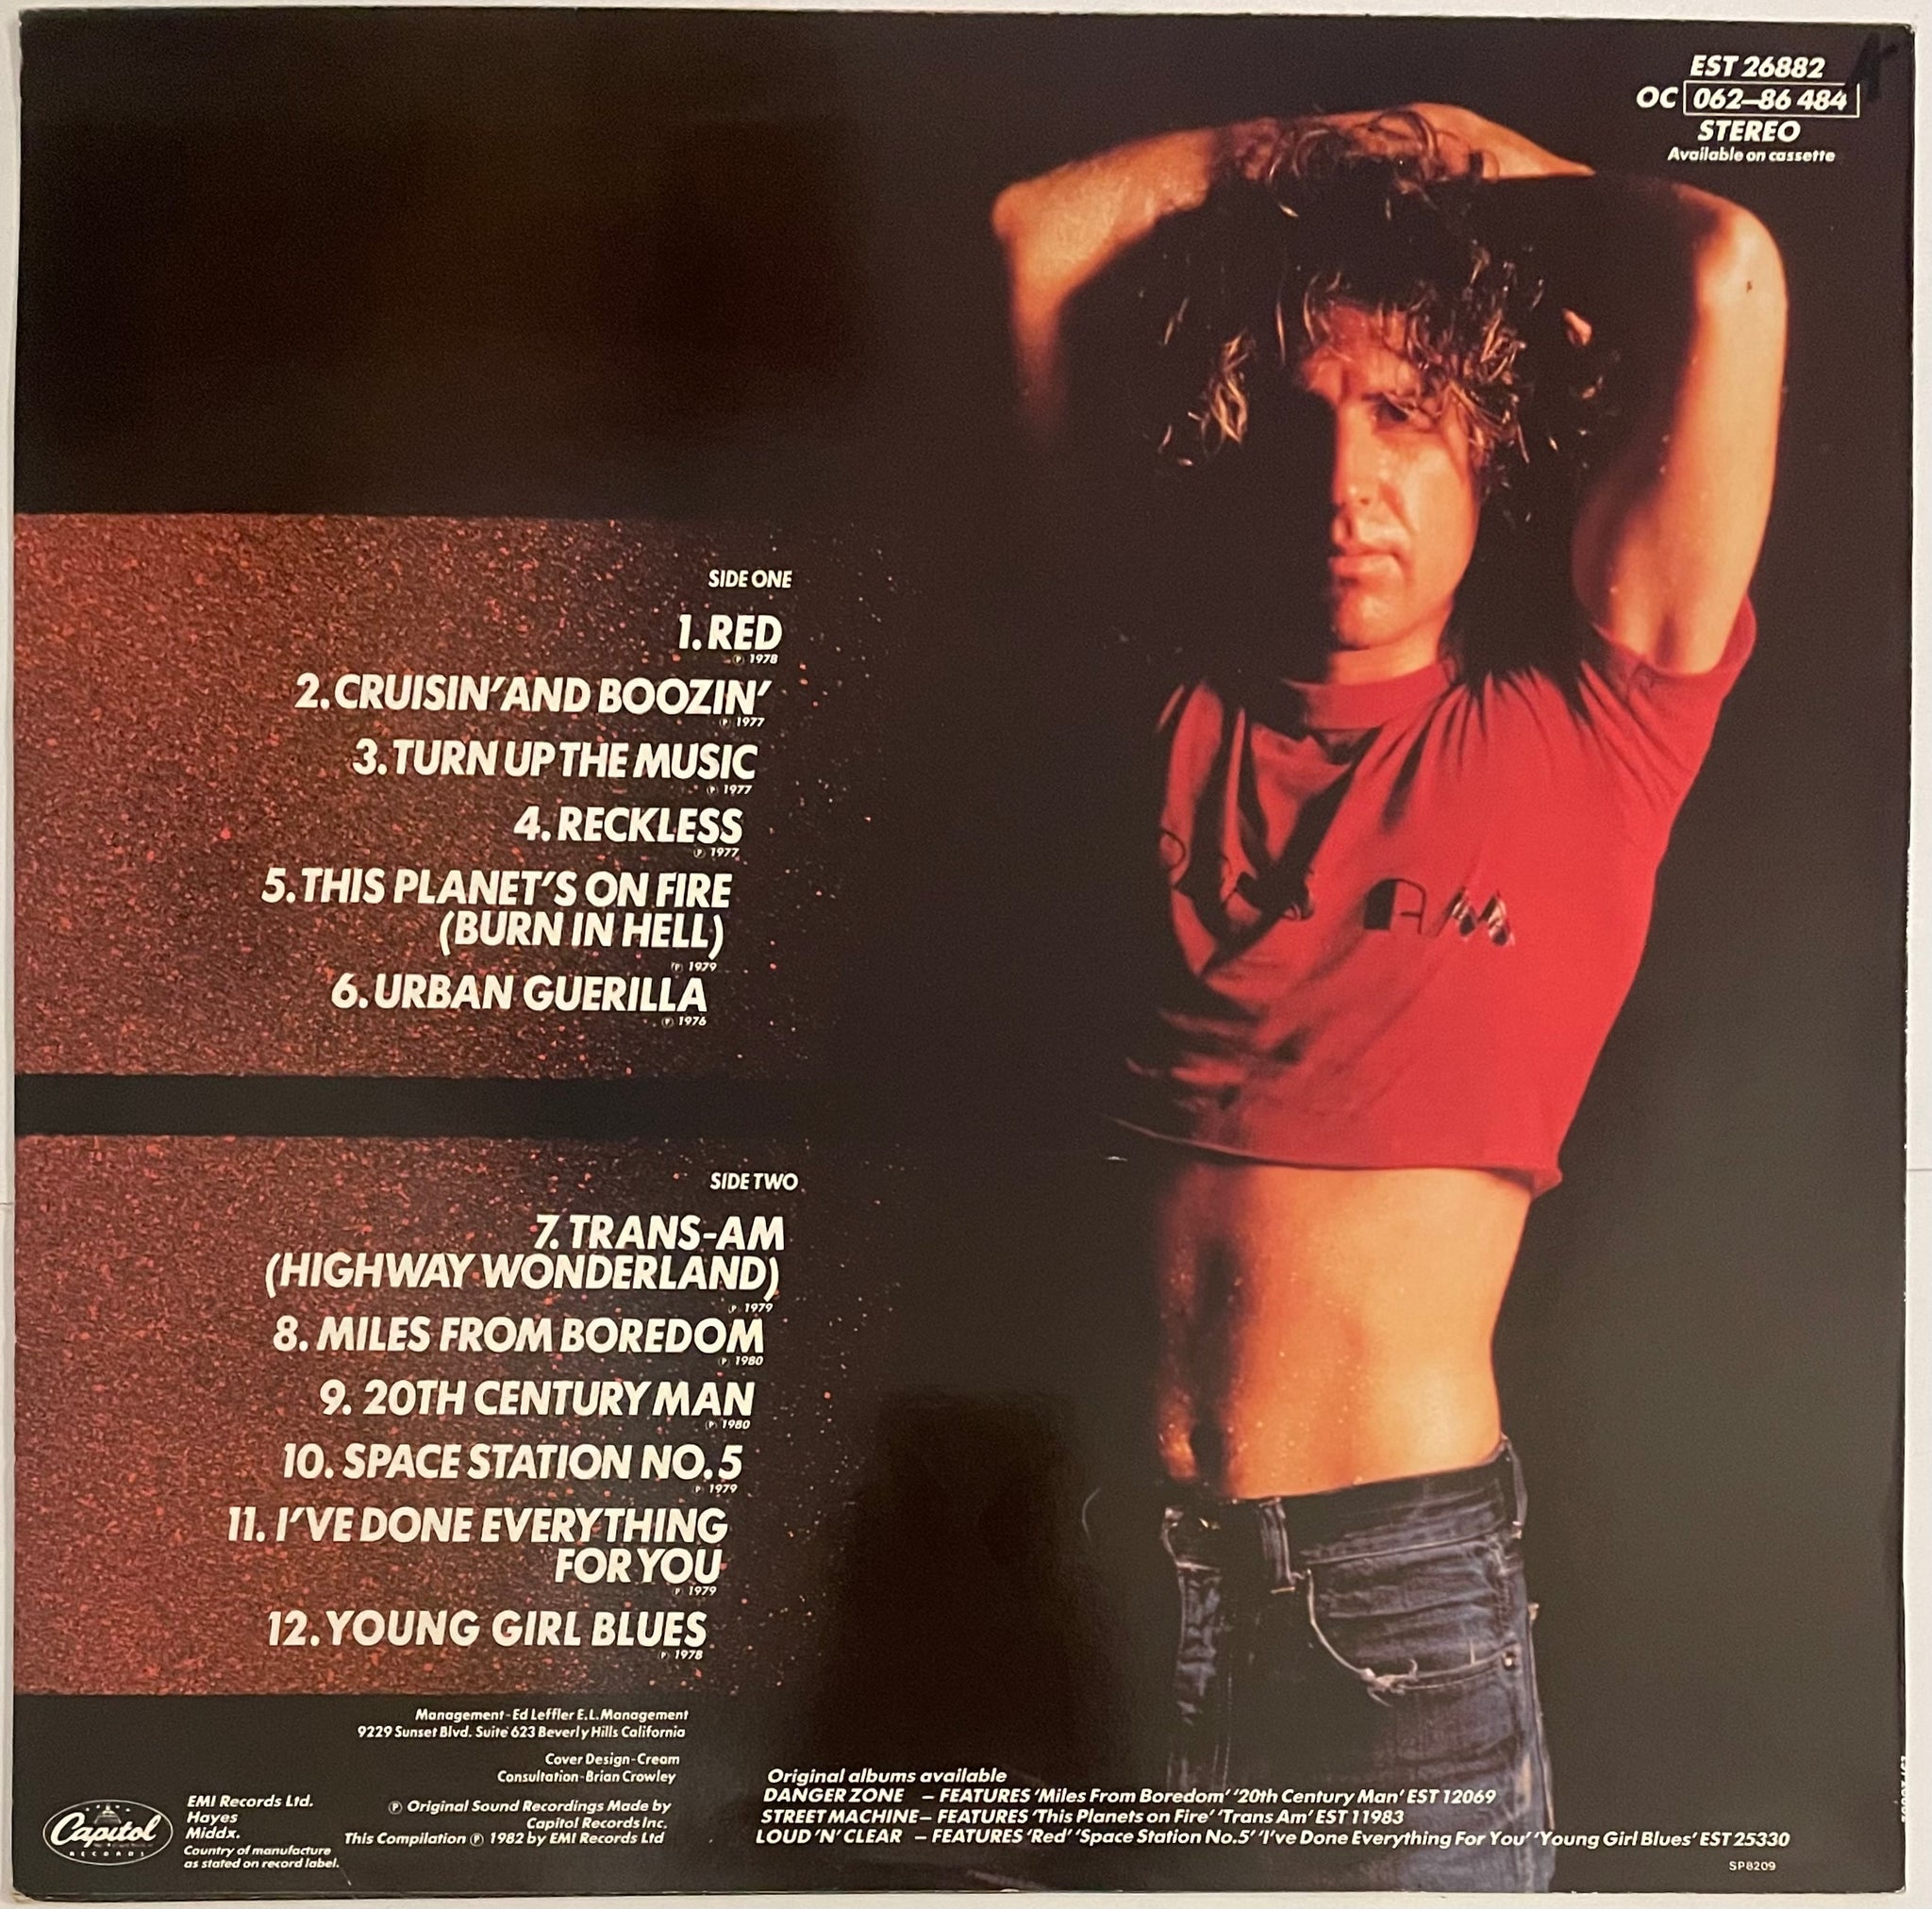 EST 26882
OC 062–86 484
STEREO
Available on cassette
SIDE ONE
1. RED
℗ 1978
2. CRUISIN' AND BOOZIN'
℗ 1977
3. TURN UP THE MUSIC
℗ 1977
4. RECKLESS
℗ 1977
5. THIS PLANET'S ON FIRE
(BURN IN HELL)
℗ 1979
6. URBAN GUERILLA
℗ 1976
AM
SIDE TWO
7. TRANS-AM
(HIGHWAY WONDERLAND)
℗ 1979
8. MILES FROM BOREDOM
℗ 1980
9. 20TH CENTURY MAN
℗ 1980
10. SPACE STATION NO. 5
℗ 1979
11. I'VE DONE EVERYTHING
FOR YOU
℗ 1979
12. YOUNG GIRL BLUES
℗ 1978
Management - Ed Leffler E.L. Management
9229 Sunset Blvd. Suite 623 Beverly Hills California
Cover Design - Cream
Consultation - Brian Crowley
℗ Original Sound Recordings Made by
Capitol Records Inc.
This Compilation ℗ 1982 by EMI Records Ltd
Capitol
RECORDS
EMI Records Ltd.
Hayes
Middx.
Country of manufacture
as stated on record label.
Original albums available
DANGER ZONE – FEATURES 'Miles From Boredom' '20th Century Man' EST 12069
STREET MACHINE – FEATURES 'This Planets on Fire' 'Trans Am' EST 11983
LOUD 'N' CLEAR – FEATURES 'Red' 'Space Station No.5' 'I've Done Everything For You' 'Young Girl Blues' EST 25330
SP8209